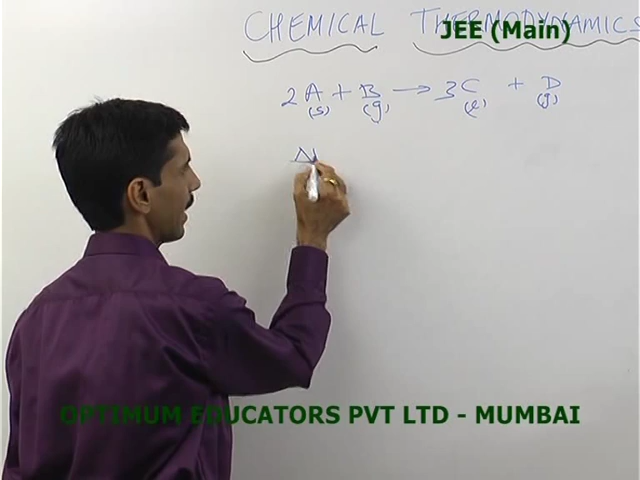 CHEMICAL THERMODYNAMICS
JEE (Main)
2A(s) + B(g) → 3C(l) + D(g)
N
OPTIMUM EDUCATORS PVT LTD - MUMBAI